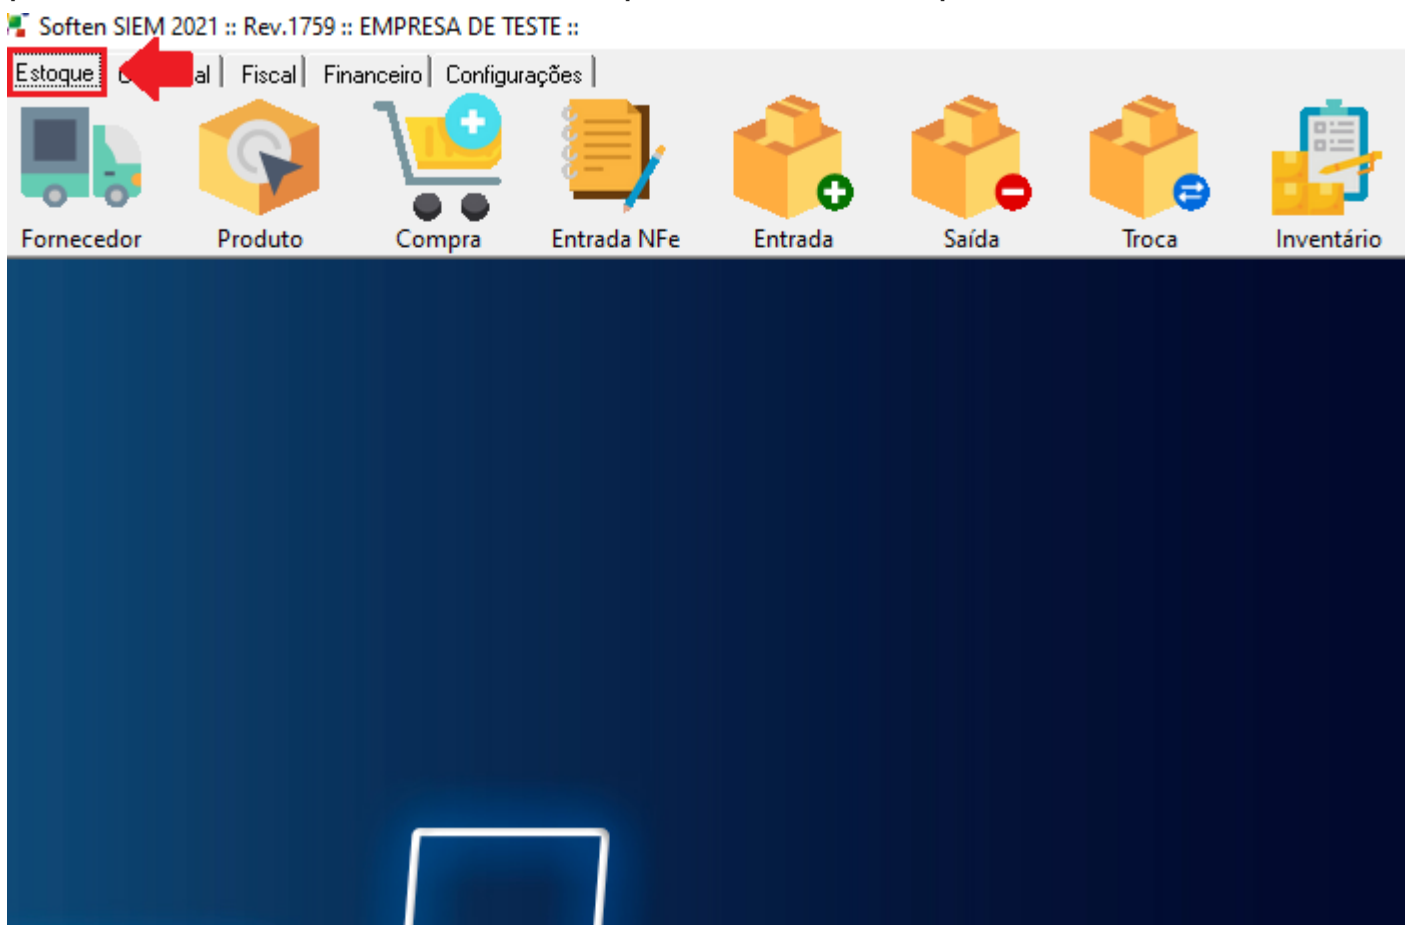 Soften SIEM 2021 :: Rev.1759 :: EMPRESA DE TESTE ::
Estoque Fiscal Financeiro Configurações
Fornecedor Produto Compra Entrada NFe Entrada Saída Troca Inventário